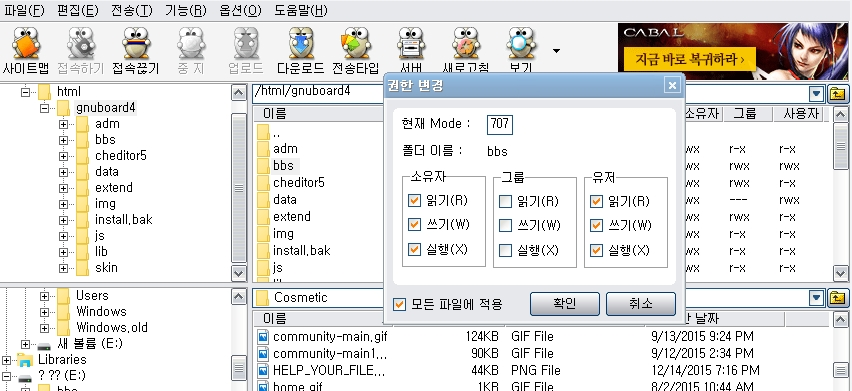 파일(F) 편집(E) 전송(T) 기능(R) 옵션(O) 도움말(H)
사이트맵 접속하기 접속끊기 중 지 업로드 다운로드 전송타입 서버 새로고침 보기
CABAL
지금 바로 복귀하라 >
html
gnuboard4
adm
bbs
cheditor5
data
extend
img
install.bak
js
lib
skin
/html/gnuboard4
이름 소유자 그룹 사용자
..
adm
bbs
cheditor5
data
extend
img
install.bak
js
wx r-x r-x
wx rwx rwx
wx r-x r-x
wx --- rwx
wx rwx r-x
wx r-x r-x
wx r-x r-x
wx r-x r-x
권한 변경
현재 Mode : 707
폴더 이름 : bbs
소유자 그룹 유저
읽기(R) 읽기(R) 읽기(R)
쓰기(W) 쓰기(W) 쓰기(W)
실행(X) 실행(X) 실행(X)
모든 파일에 적용 확인 취소
Users
Windows
Windows.old
새 볼륨 (E:)
Libraries
? ?? (E:)
bbs
Cosmetic
이름 날짜
community-main.gif 124KB GIF File 9/13/2015 9:24 PM
community-main1... 90KB GIF File 9/12/2015 2:34 PM
HELP_YOUR_FILE... 44KB PNG File 12/14/2015 7:16 PM
home.gif 1KB GIF File 8/2/2015 10:44 AM